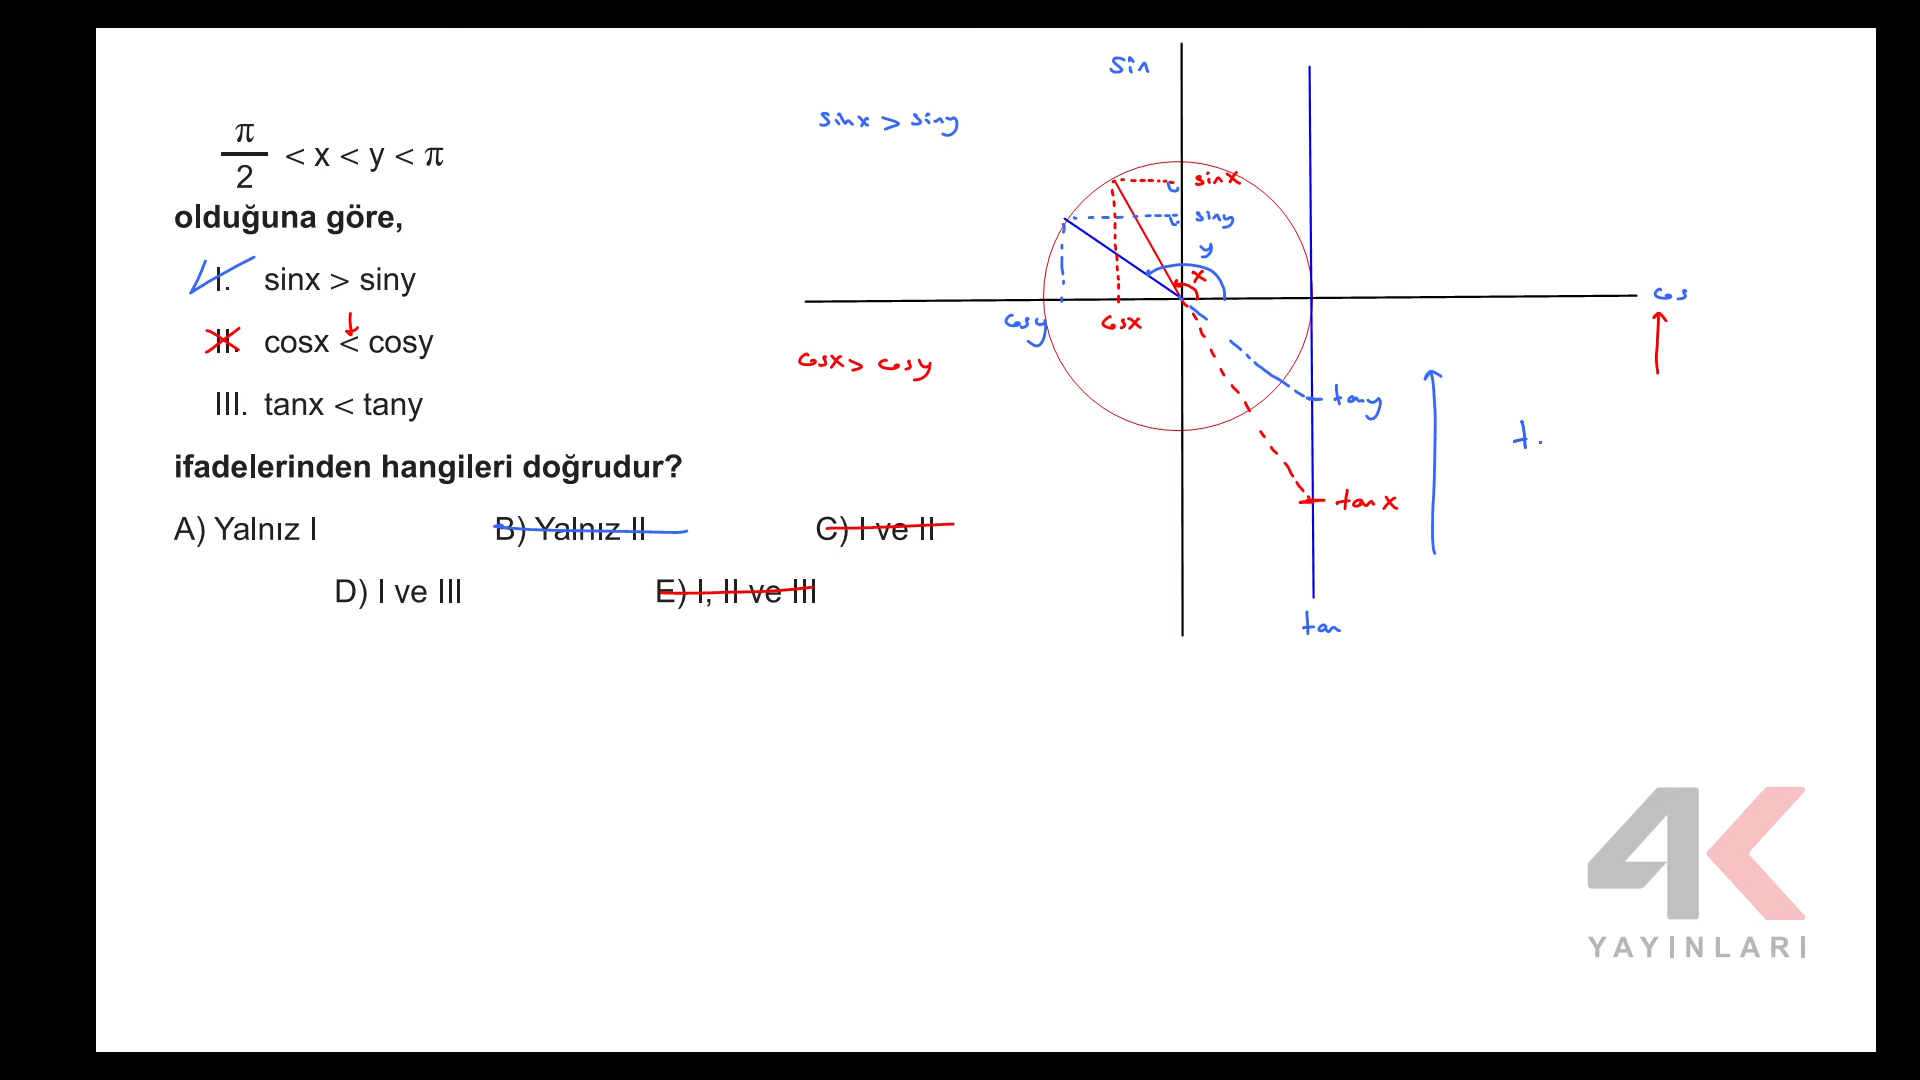 π/2 < x < y < π
olduğuna göre,
I. sinx > siny
II. cosx < cosy
III. tanx < tany
ifadelerinden hangileri doğrudur?
A) Yalnız I B) Yalnız II C) I ve II
D) I ve III E) I, II ve III
sin
sinx > siny
sinx
siny
y
x
cos
cosy cosx
cosx > cosy
tany
t.
tanx
tan
4K
YAYINLARI